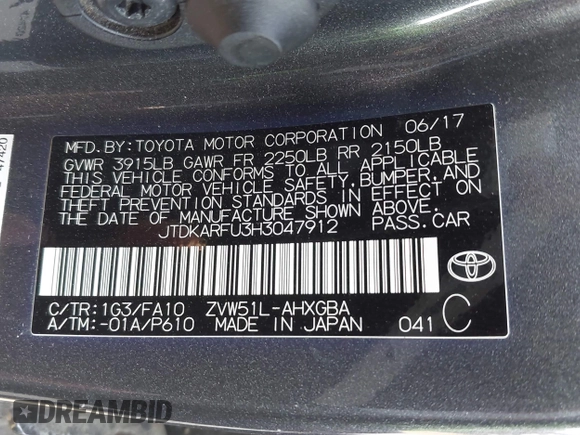 47420
MFD. BY: TOYOTA MOTOR CORPORATION 06/17
GVWR 3915LB GAWR FR 2250LB RR 2150LB
THIS VEHICLE CONFORMS TO ALL APPLICABLE
FEDERAL MOTOR VEHICLE SAFETY, BUMPER, AND
THEFT PREVENTION STANDARDS IN EFFECT ON
THE DATE OF MANUFACTURE SHOWN ABOVE.
JTDKARFU3H3047912 PASS. CAR
C/TR: 1G3/FA10 ZVW51L-AHXGBA
A/TM: -01A/P610 MADE IN JAPAN 041 C
DREAMBID